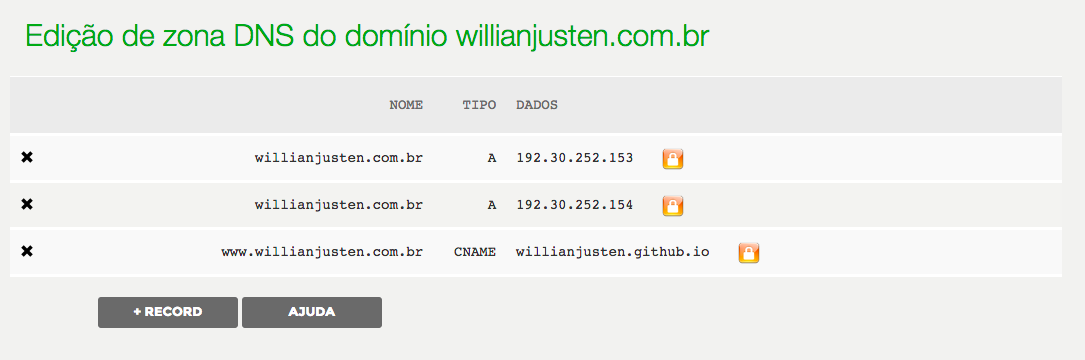 Edição de zona DNS do domínio willianjusten.com.br
NOME TIPO DADOS
willianjusten.com.br A 192.30.252.153
willianjusten.com.br A 192.30.252.154
www.willianjusten.com.br CNAME willianjusten.github.io
+ RECORD AJUDA